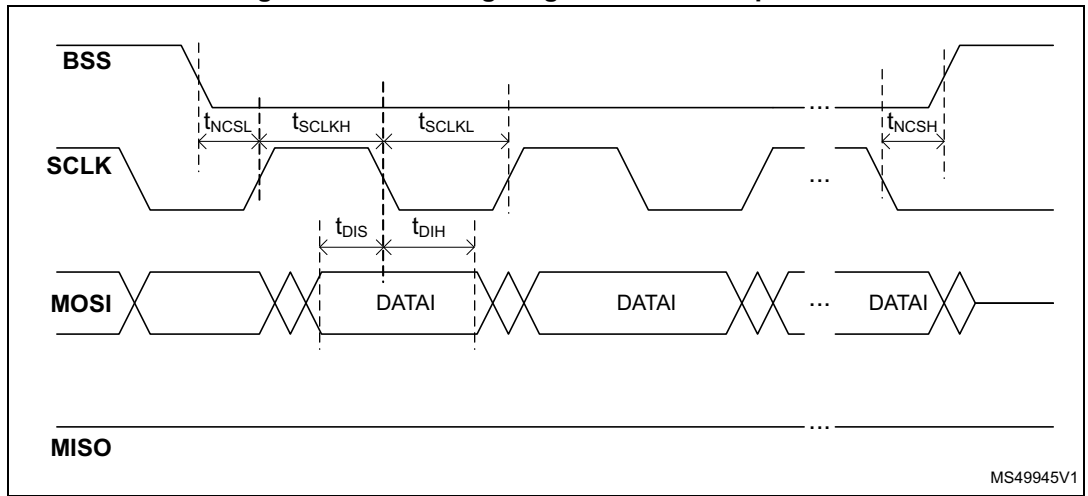 BSS
...
tNCSL tSCLKH tSCLKL tNCSH
SCLK
...
tDIS tDIH
MOSI DATAI DATAI ... DATAI
...
MISO
MS49945V1